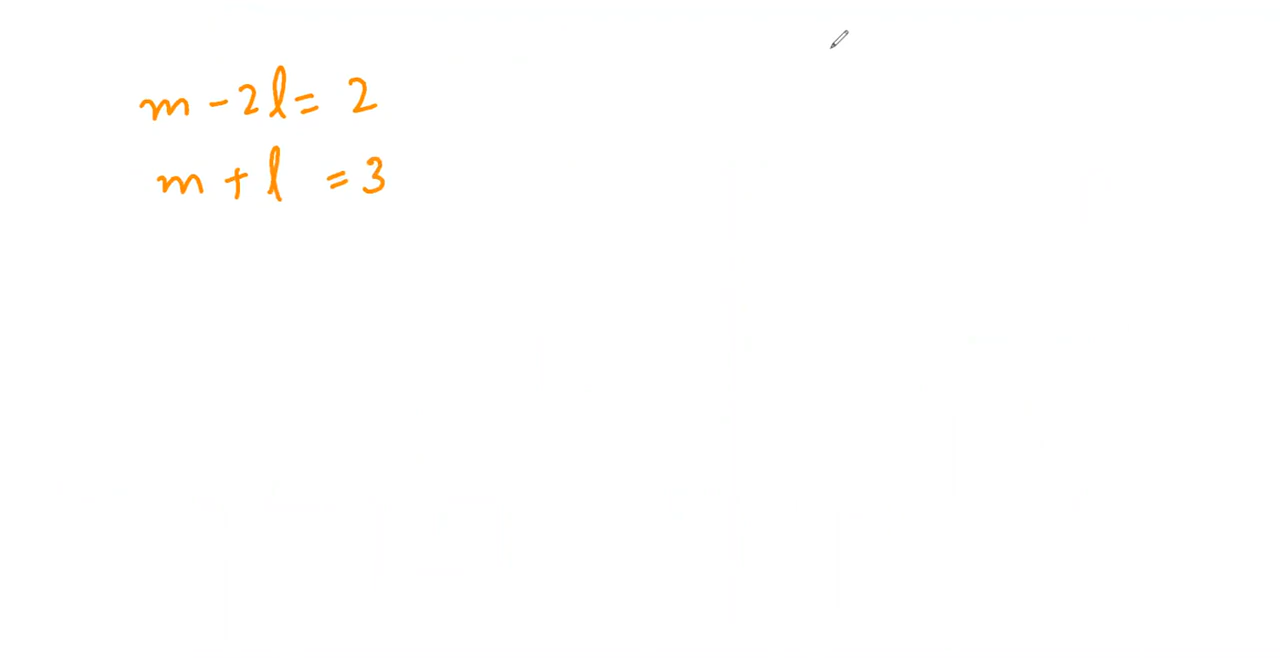 m - 2l = 2
m + l = 3